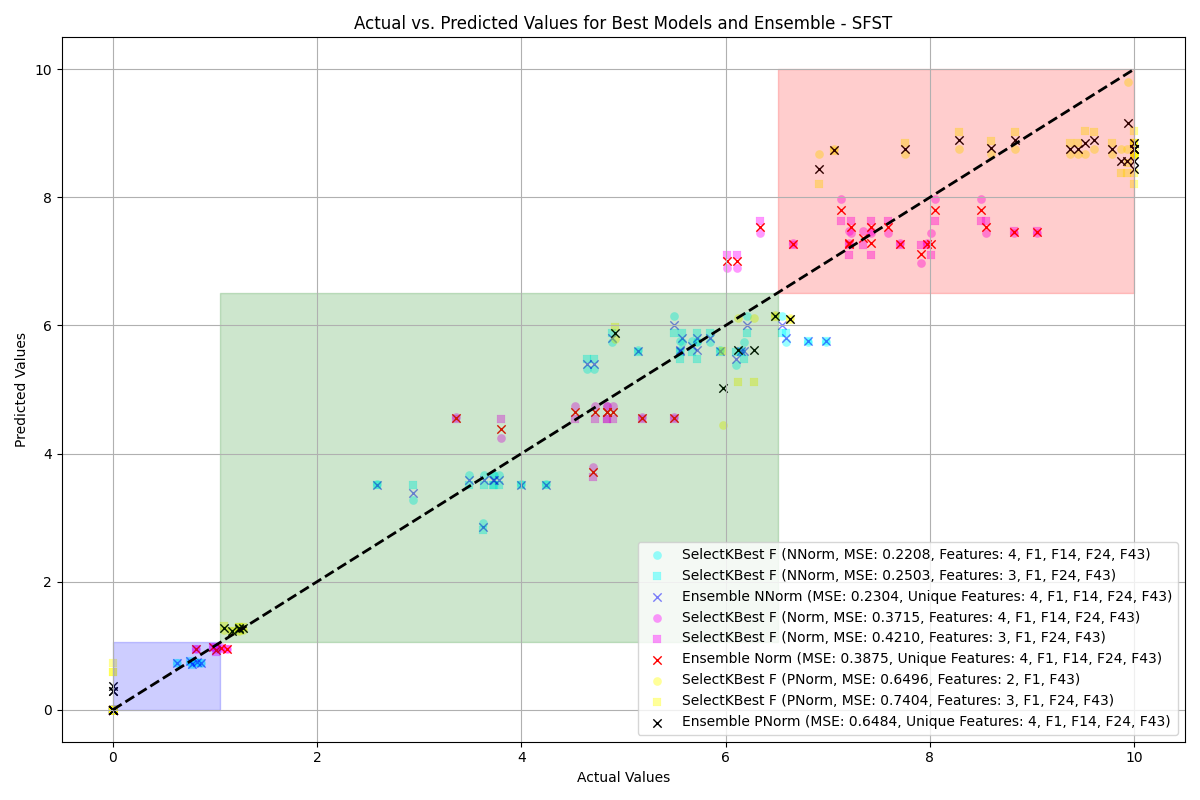 Actual vs. Predicted Values for Best Models and Ensemble - SFST
10
8
6
4
2
0
Predicted Values
SelectKBest F (NNorm, MSE: 0.2208, Features: 4, F1, F14, F24, F43)
SelectKBest F (NNorm, MSE: 0.2503, Features: 3, F1, F24, F43)
Ensemble NNorm (MSE: 0.2304, Unique Features: 4, F1, F14, F24, F43)
SelectKBest F (Norm, MSE: 0.3715, Features: 4, F1, F14, F24, F43)
SelectKBest F (Norm, MSE: 0.4210, Features: 3, F1, F24, F43)
Ensemble Norm (MSE: 0.3875, Unique Features: 4, F1, F14, F24, F43)
SelectKBest F (PNorm, MSE: 0.6496, Features: 2, F1, F43)
SelectKBest F (PNorm, MSE: 0.7404, Features: 3, F1, F24, F43)
Ensemble PNorm (MSE: 0.6484, Unique Features: 4, F1, F14, F24, F43)
0 2 4 6 8 10
Actual Values